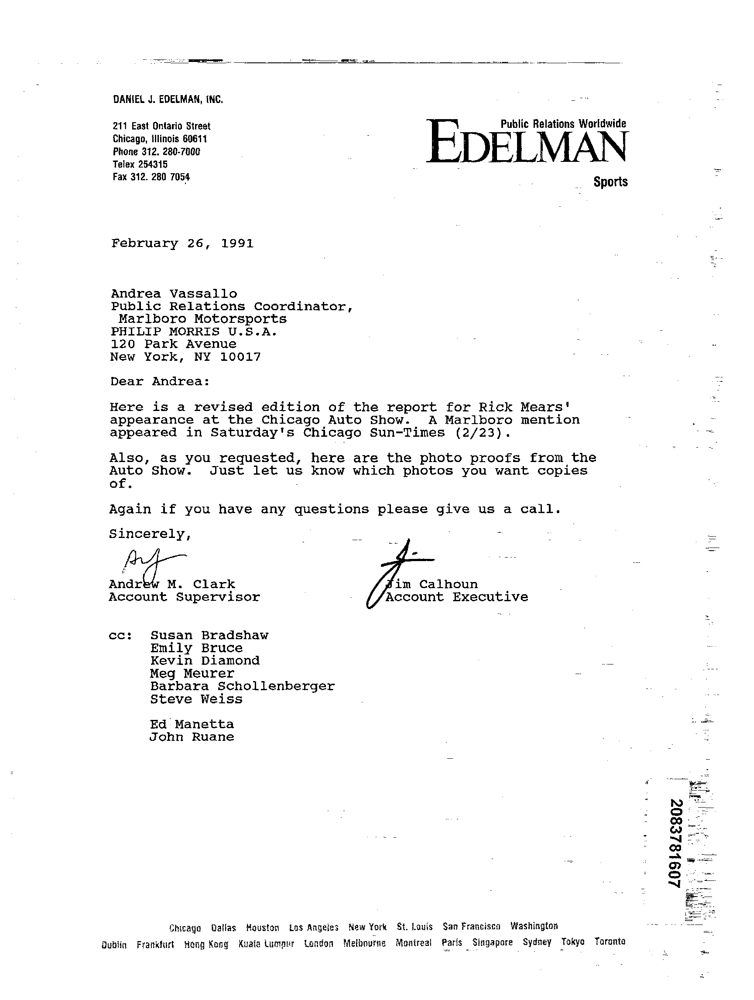 DANIEL J. EDELMAN, INC.
211 East Ontario Street
Chicago, Illinois 60611
Phone 312. 280-7000
Telex 254315
Fax 312. 280 7054
Public Relations Worldwide
EDELMAN
Sports
February 26, 1991
Andrea Vassallo
Public Relations Coordinator,
Marlboro Motorsports
PHILIP MORRIS U.S.A.
120 Park Avenue
New York, NY 10017
Dear Andrea:
Here is a revised edition of the report for Rick Mears'
appearance at the Chicago Auto Show. A Marlboro mention
appeared in Saturday's Chicago Sun-Times (2/23).
Also, as you requested, here are the photo proofs from the
Auto Show. Just let us know which photos you want copies
of.
Again if you have any questions please give us a call.
Sincerely,
Andrew M. Clark
Account Supervisor
Jim Calhoun
Account Executive
cc: Susan Bradshaw
Emily Bruce
Kevin Diamond
Meg Meurer
Barbara Schollenberger
Steve Weiss
Ed Manetta
John Ruane
2083781607
Chicago Dallas Houston Los Angeles New York St. Louis San Francisco Washington
Dublin Frankfurt Hong Kong Kuala Lumpur London Melbourne Montreal Paris Singapore Sydney Tokyo Toronto